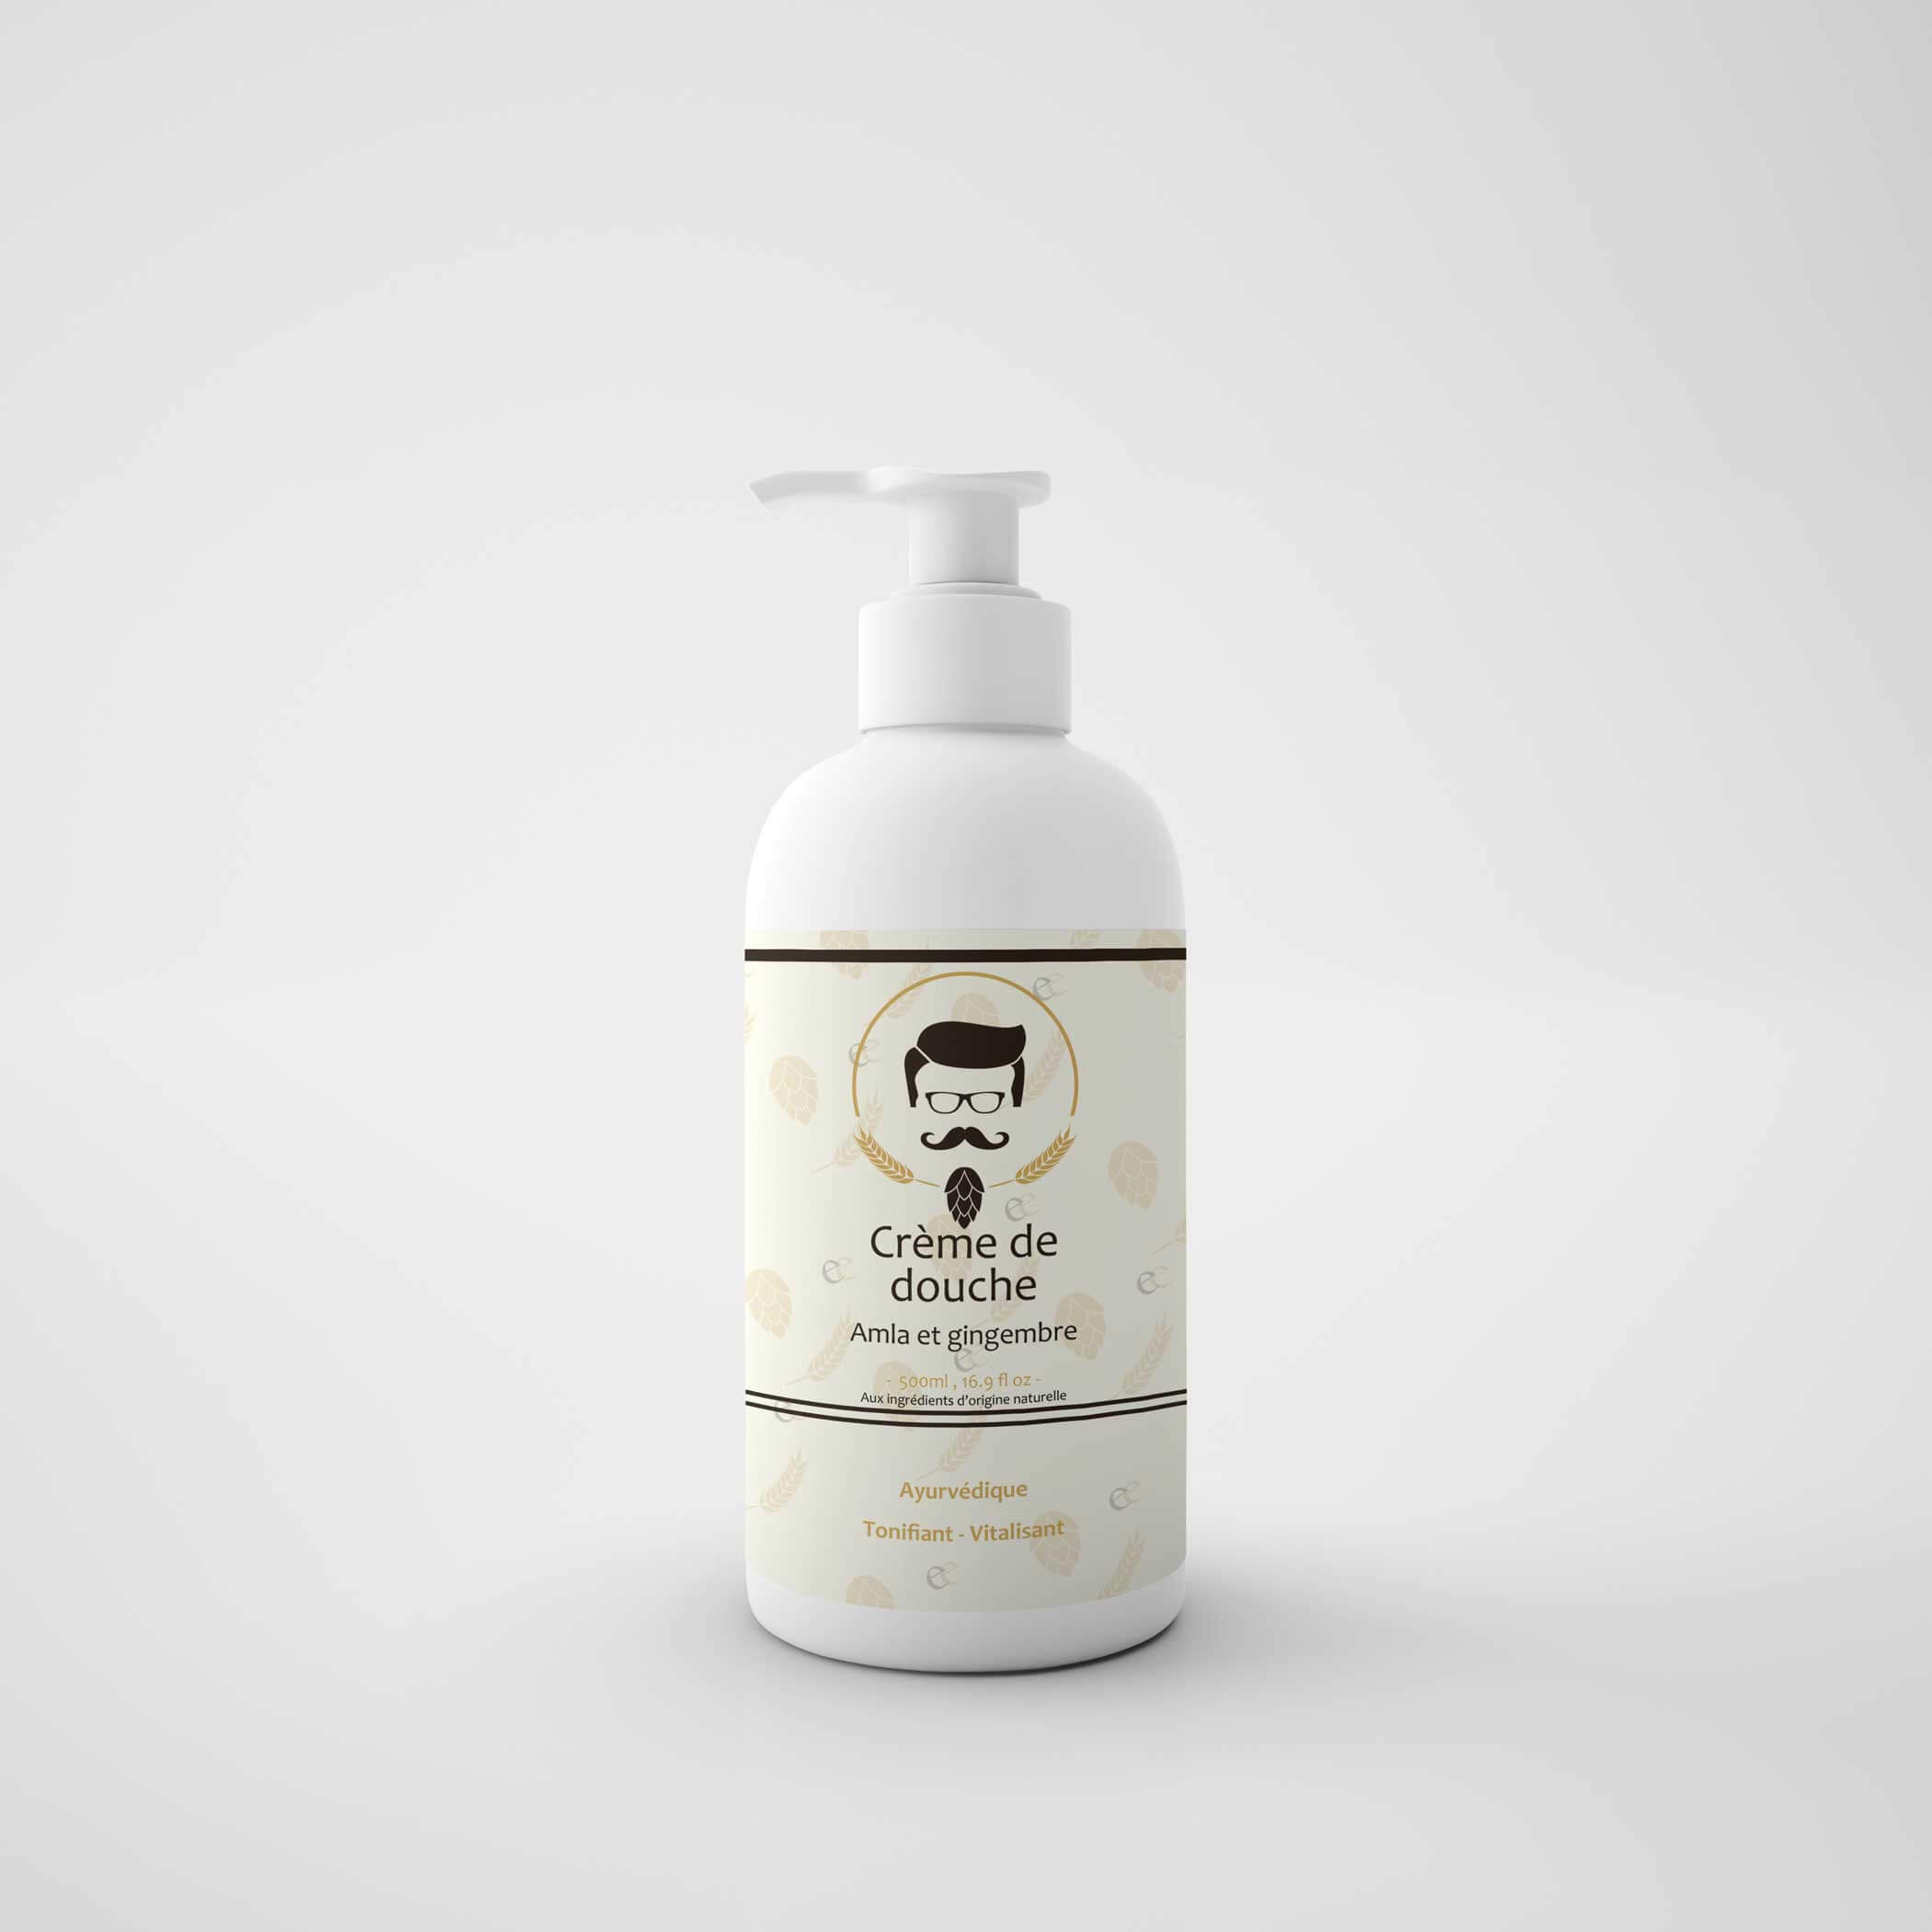 Crème de
douche
Amla et gingembre
- 500ml , 16.9 fl oz -
Aux ingrédients d'origine naturelle
Ayurvédique
Tonifiant - Vitalisant